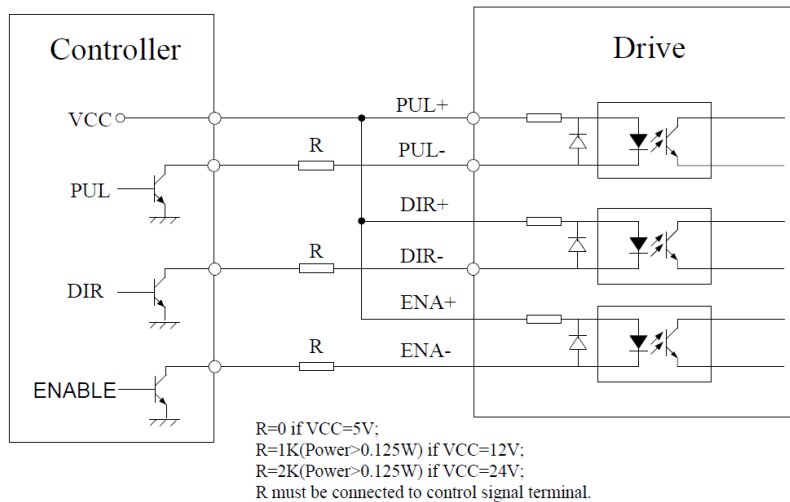 Controller
Drive
VCC
PUL+
R
PUL-
PUL
DIR+
R
DIR-
DIR
ENA+
R
ENA-
ENABLE
R=0 if VCC=5V;
R=1K(Power>0.125W) if VCC=12V;
R=2K(Power>0.125W) if VCC=24V;
R must be connected to control signal terminal.